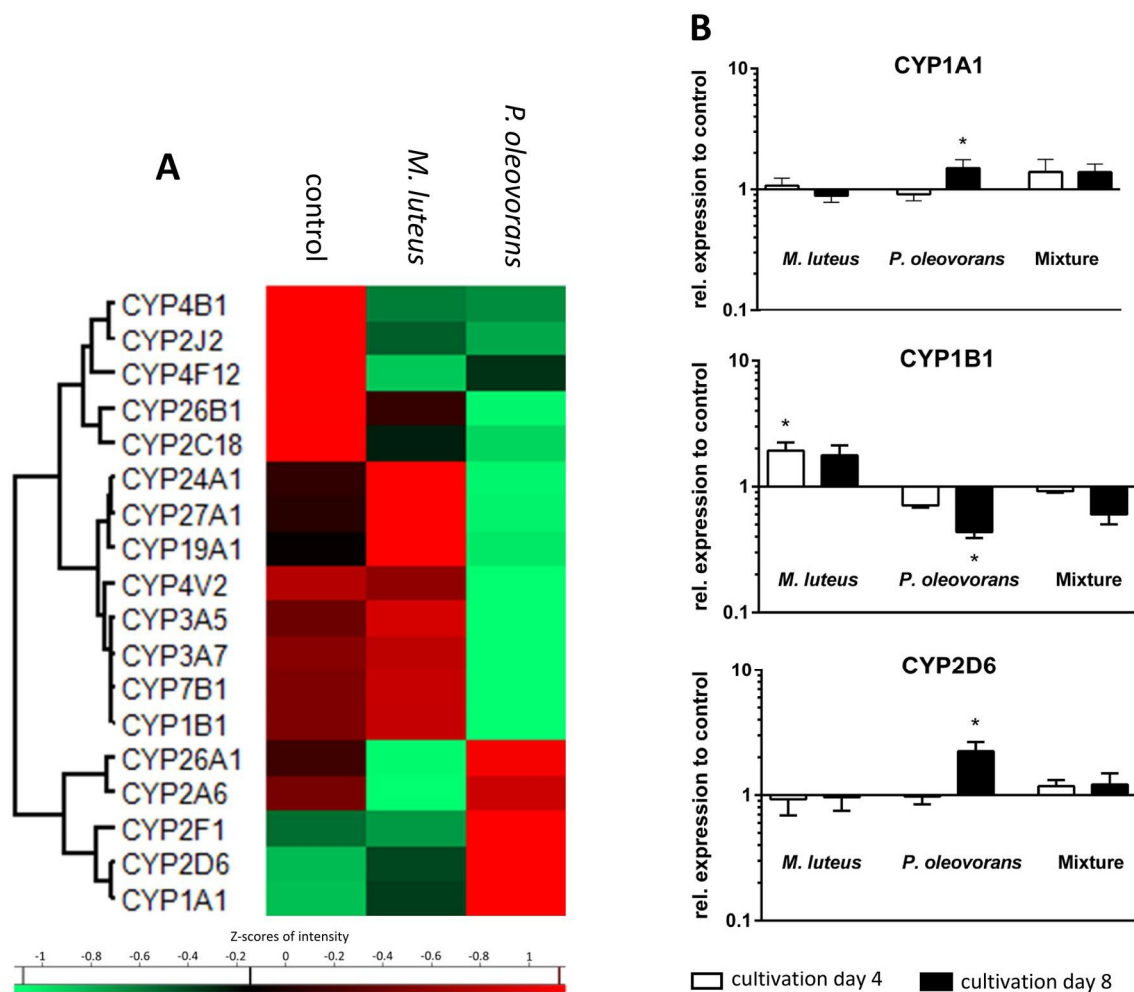 A
control
M. luteus
P. oleovorans
CYP4B1
CYP2J2
CYP4F12
CYP26B1
CYP2C18
CYP24A1
CYP27A1
CYP19A1
CYP4V2
CYP3A5
CYP3A7
CYP7B1
CYP1B1
CYP26A1
CYP2A6
CYP2F1
CYP2D6
CYP1A1
Z-scores of intensity
-1 -0.8 -0.6 -0.4 -0.2 0 -0.2 -0.4 -0.6 -0.8 1
B
CYP1A1
rel. expression to control
10
1
0.1
*
M. luteus P. oleovorans Mixture
CYP1B1
rel. expression to control
10
1
0.1
*
*
M. luteus P. oleovorans Mixture
CYP2D6
rel. expression to control
10
1
0.1
*
M. luteus P. oleovorans Mixture
cultivation day 4 cultivation day 8